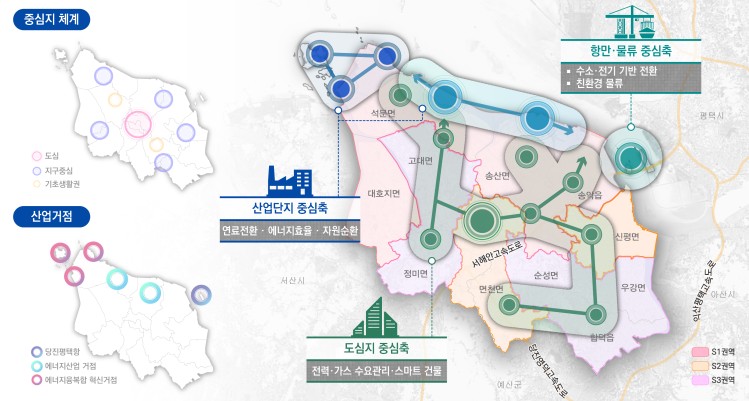 중심지 체계
도심
지구중심
기초생활권
산업거점
당진평택항
에너지산업 거점
에너지융복합 혁신거점
항만·물류 중심축
수소·전기 기반 전환
친환경 물류
산업단지 중심축
연료전환 · 에너지효율 · 자원순환
도심지 중심축
전력·가스 수요관리·스마트 건물
석문면
고대면
대호지면
송산면
송악읍
신평면
정미면
순성면
면천면
우강면
합덕읍
서해안고속도로
당진영덕고속도로
익산평택고속도로
평택시
아산시
서산시
예산군
S1권역
S2권역
S3권역